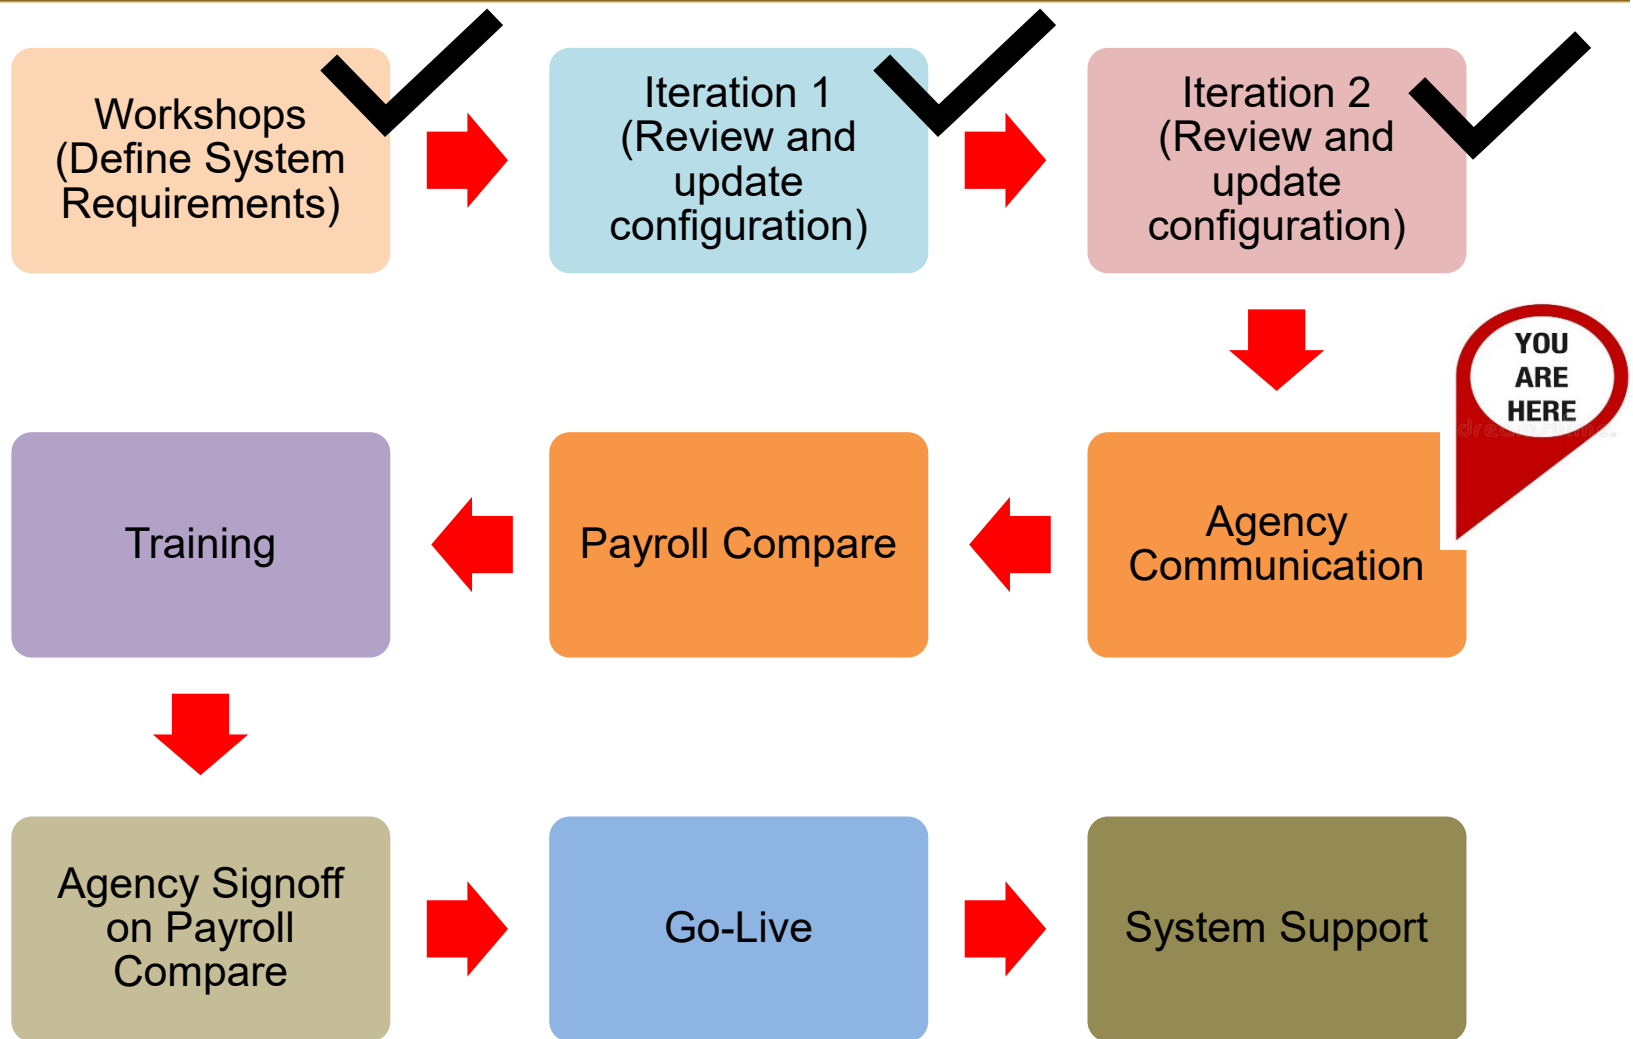 Workshops
(Define System
Requirements)
Iteration 1
(Review and
update
configuration)
Iteration 2
(Review and
update
configuration)
YOU
ARE
HERE
Agency
Communication
Payroll Compare
Training
Agency Signoff
on Payroll
Compare
Go-Live
System Support